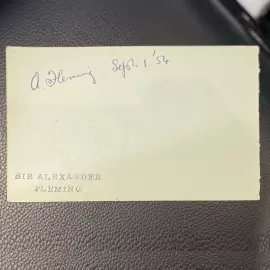 A. Fleming Sept. 1. '54
SIR ALEXANDER
FLEMING